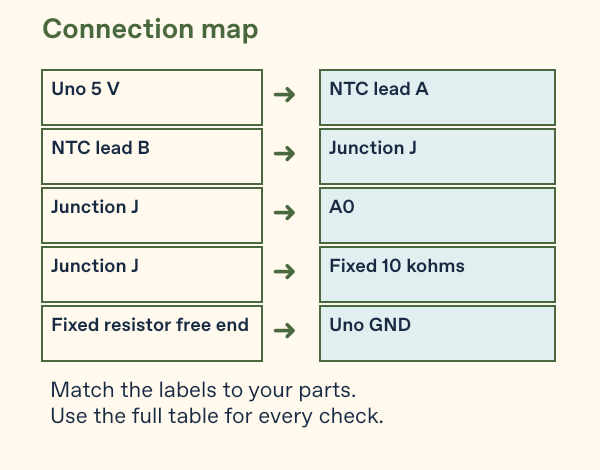 Connection map
Uno 5 V ➜ NTC lead A
NTC lead B ➜ Junction J
Junction J ➜ A0
Junction J ➜ Fixed 10 kohms
Fixed resistor free end ➜ Uno GND
Match the labels to your parts.
Use the full table for every check.